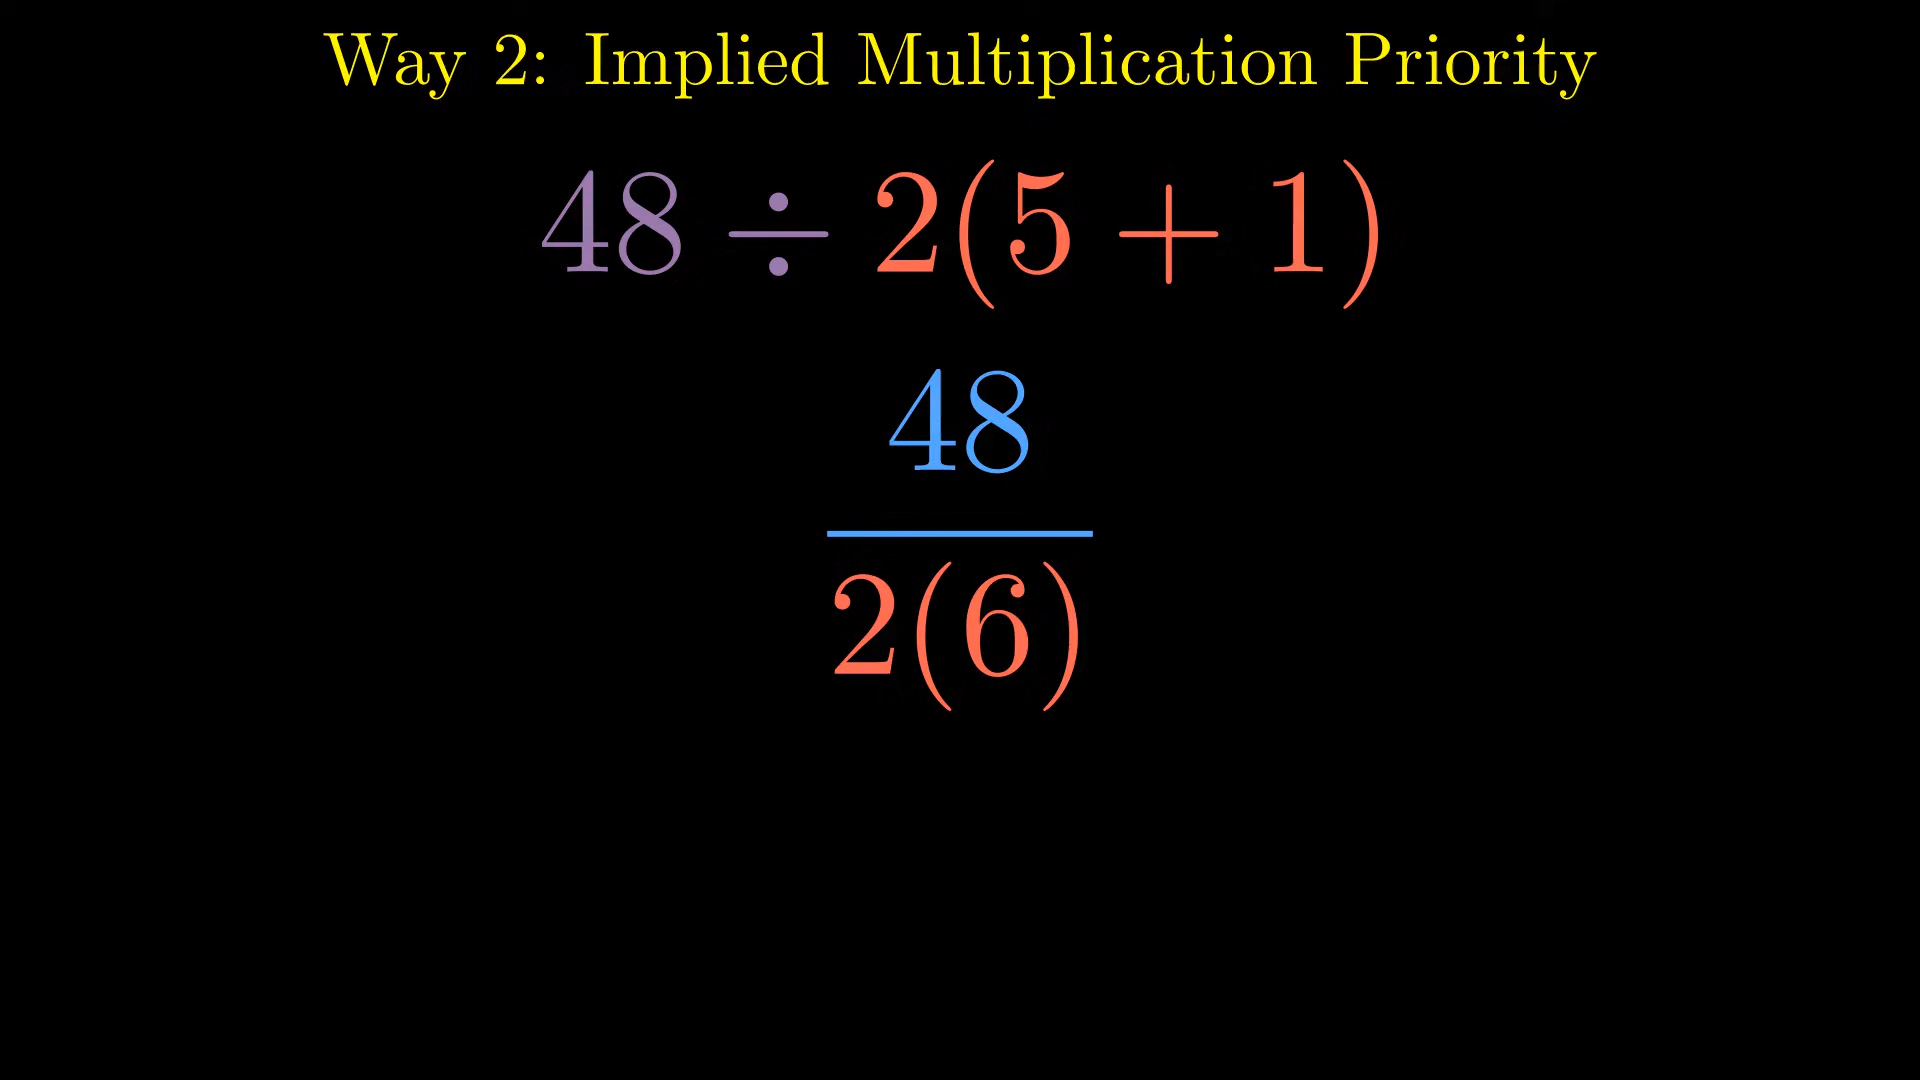 Way 2: Implied Multiplication Priority
48 ÷ 2(5 + 1)
48
2(6)